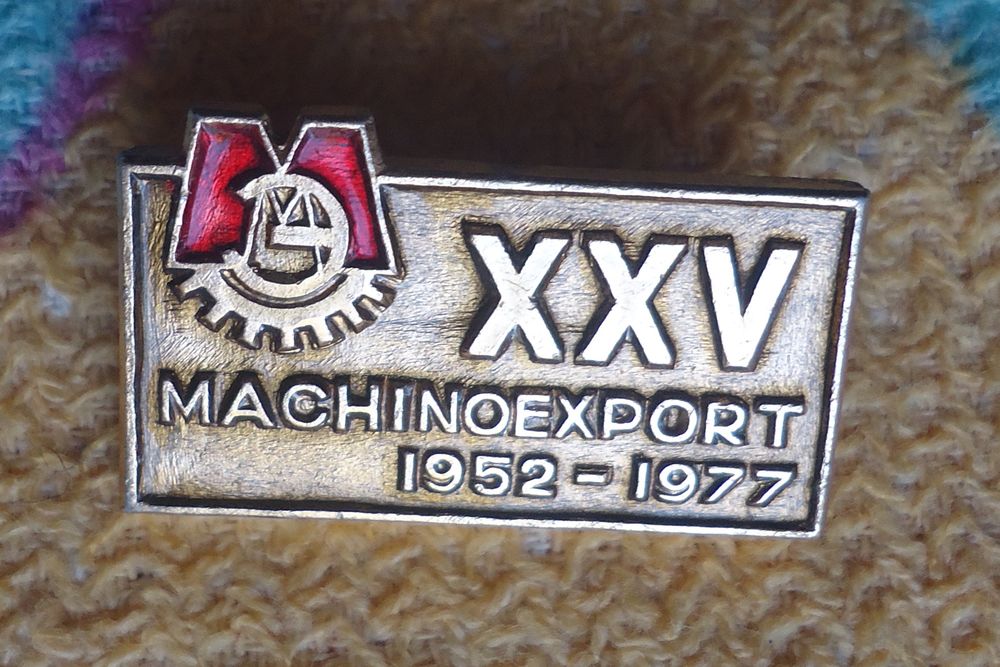 M
XXV
MACHINOEXPORT
1952 - 1977